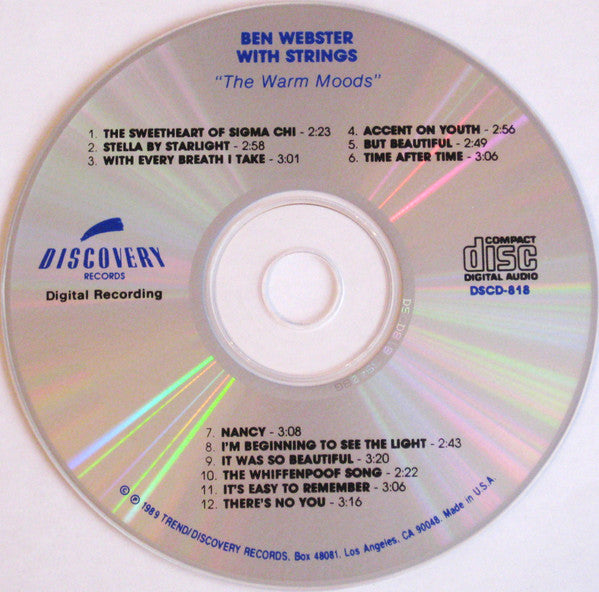 BEN WEBSTER
WITH STRINGS
"The Warm Moods"
1. THE SWEETHEART OF SIGMA CHI - 2:23
2. STELLA BY STARLIGHT - 2:58
3. WITH EVERY BREATH I TAKE - 3:01
4. ACCENT ON YOUTH - 2:56
5. BUT BEAUTIFUL - 2:49
6. TIME AFTER TIME - 3:06
DISCOVERY
RECORDS
Digital Recording
COMPACT
disc
DIGITAL AUDIO
DSCD-818
7. NANCY - 3:08
8. I'M BEGINNING TO SEE THE LIGHT - 2:43
9. IT WAS SO BEAUTIFUL - 3:20
10. THE WHIFFENPOOF SONG - 2:22
11. IT'S EASY TO REMEMBER - 3:06
12. THERE'S NO YOU - 3:16
© ℗ 1989 TREND/DISCOVERY RECORDS, Box 48081, Los Angeles, CA 90048. Made in U.S.A.